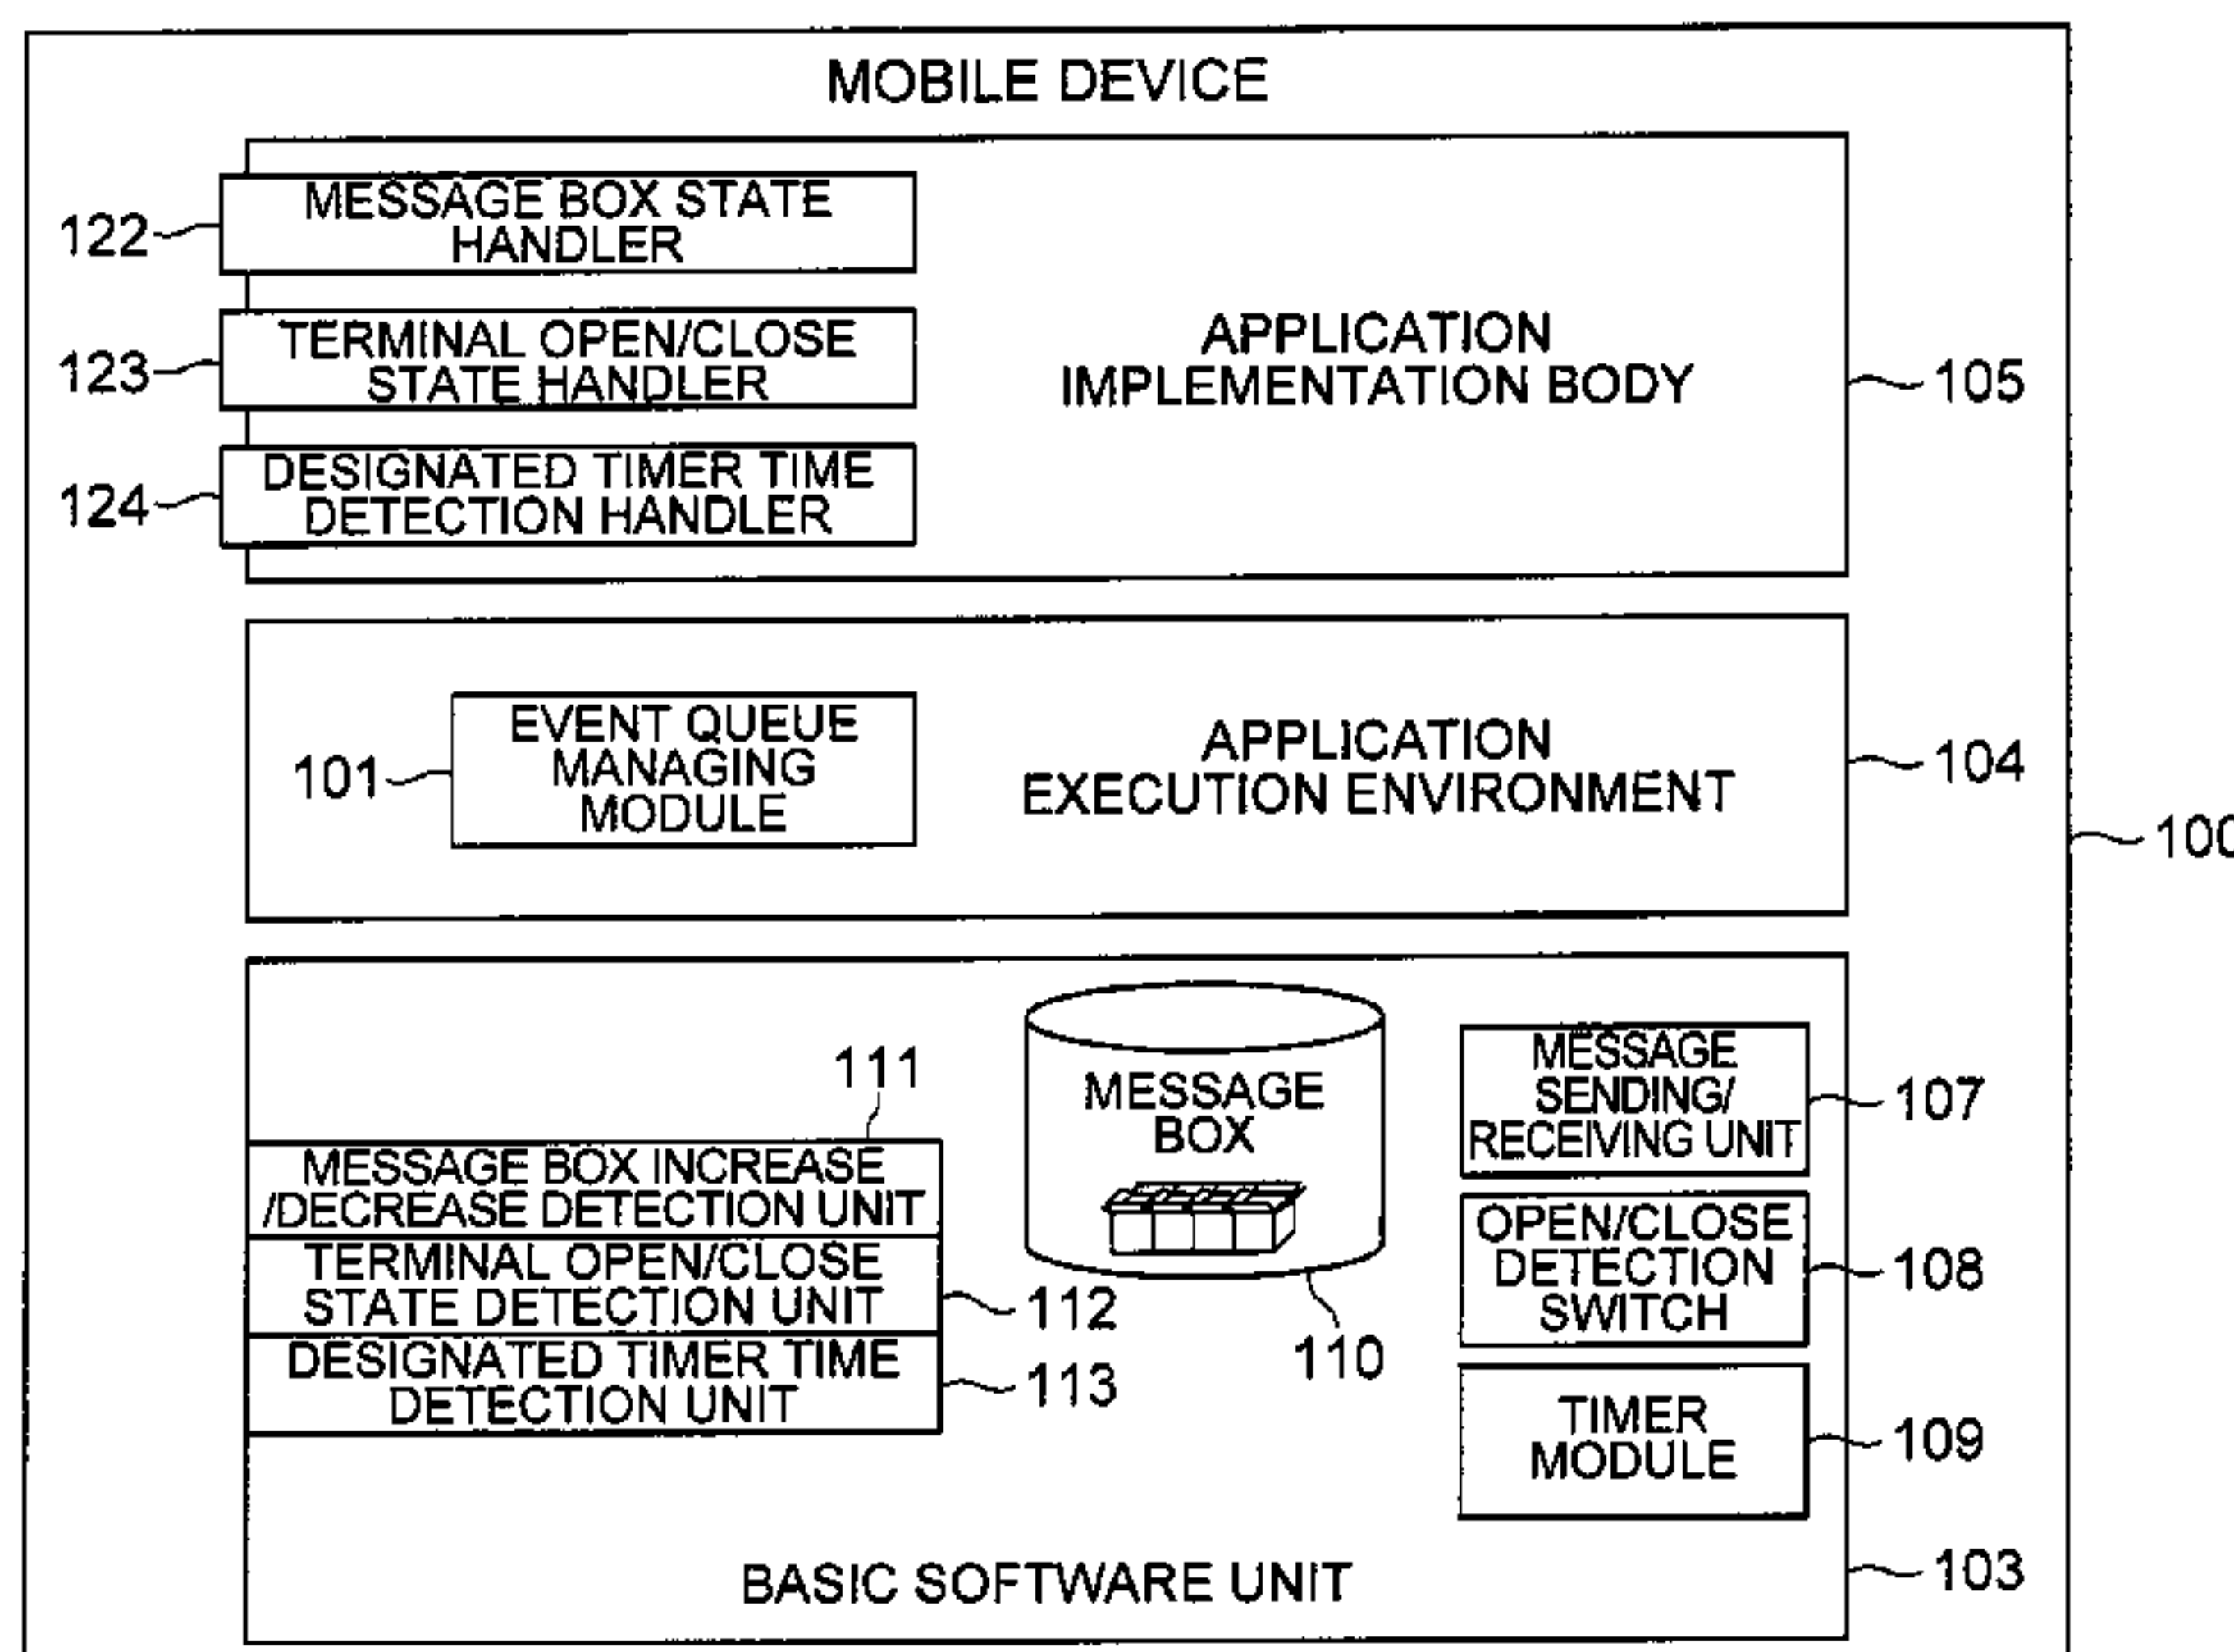 MOBILE DEVICE
MESSAGE BOX STATE
HANDLER
122
TERMINAL OPEN/CLOSE
STATE HANDLER
123
DESIGNATED TIMER TIME
DETECTION HANDLER
124
APPLICATION
IMPLEMENTATION BODY
105
EVENT QUEUE
MANAGING
MODULE
101
APPLICATION
EXECUTION ENVIRONMENT
104
100
111
MESSAGE BOX INCREASE
/DECREASE DETECTION UNIT
TERMINAL OPEN/CLOSE
STATE DETECTION UNIT
112
DESIGNATED TIMER TIME
DETECTION UNIT
113
MESSAGE
BOX
110
MESSAGE
SENDING/
RECEIVING UNIT
107
OPEN/CLOSE
DETECTION
SWITCH
108
TIMER
MODULE
109
BASIC SOFTWARE UNIT
103